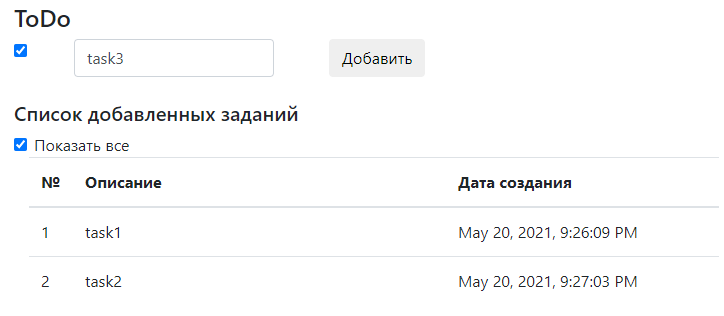 ToDo
task3 Добавить
Список добавленных заданий
Показать все
№ Описание Дата создания
1 task1 May 20, 2021, 9:26:09 PM
2 task2 May 20, 2021, 9:27:03 PM